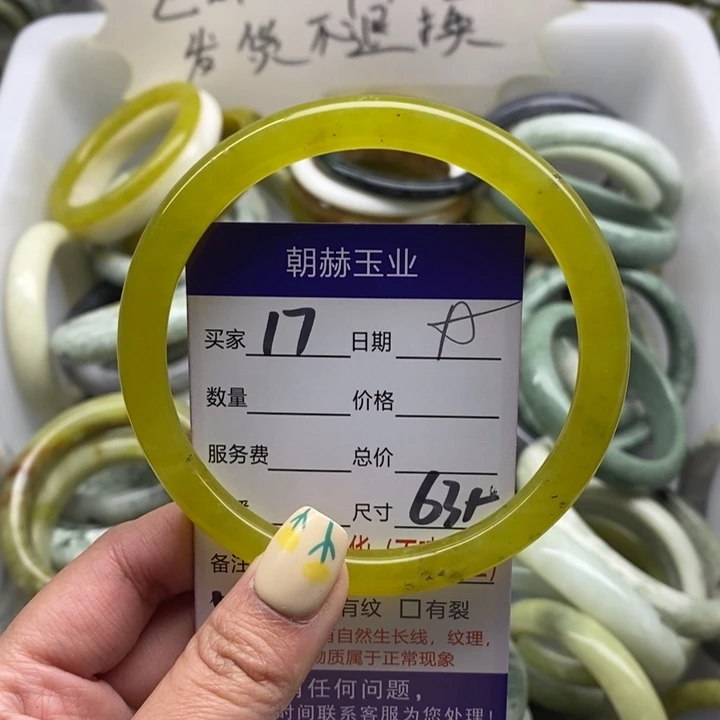 发货不退换
朝赫玉业
买家 17 日期 A
数量 价格
服务费 总价
尺寸 63+
备注
有纹 □有裂
有自然生长线，纹理，
物质属于正常现象
有任何问题，
时间联系客服为您处理！